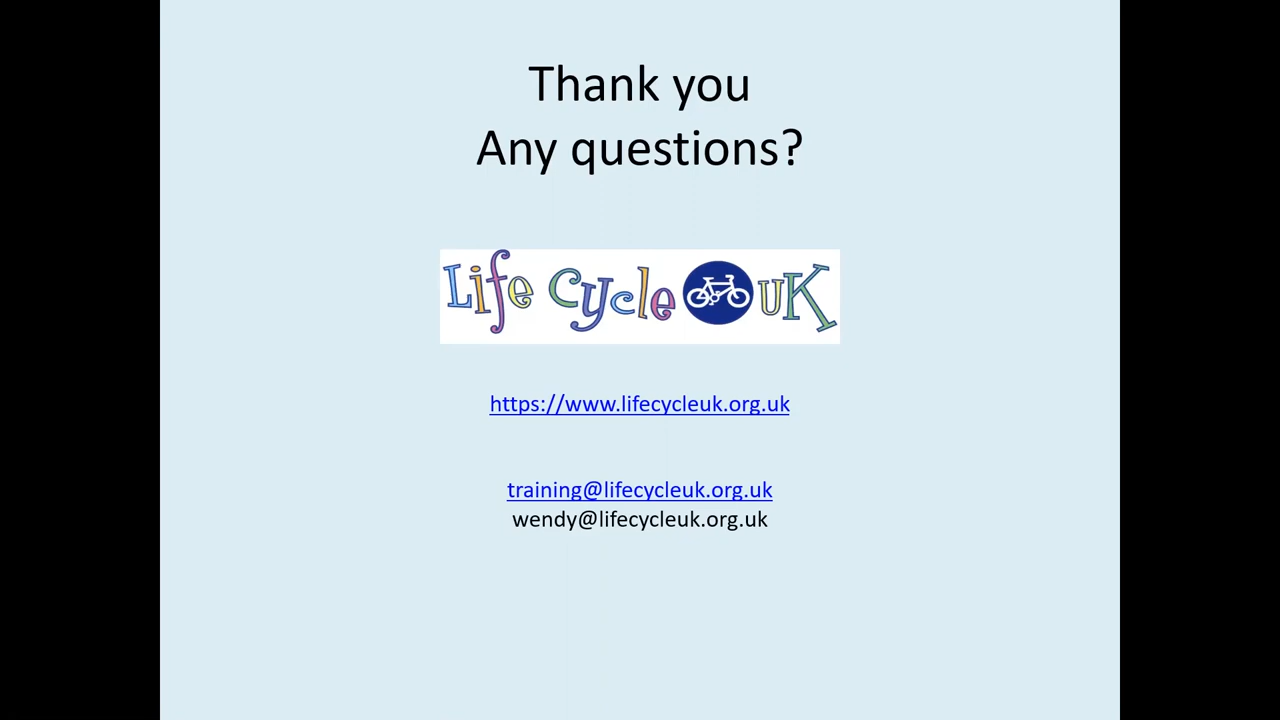 Thank you
Any questions?
Life Cycle UK
https://www.lifecycleuk.org.uk
training@lifecycleuk.org.uk
wendy@lifecycleuk.org.uk